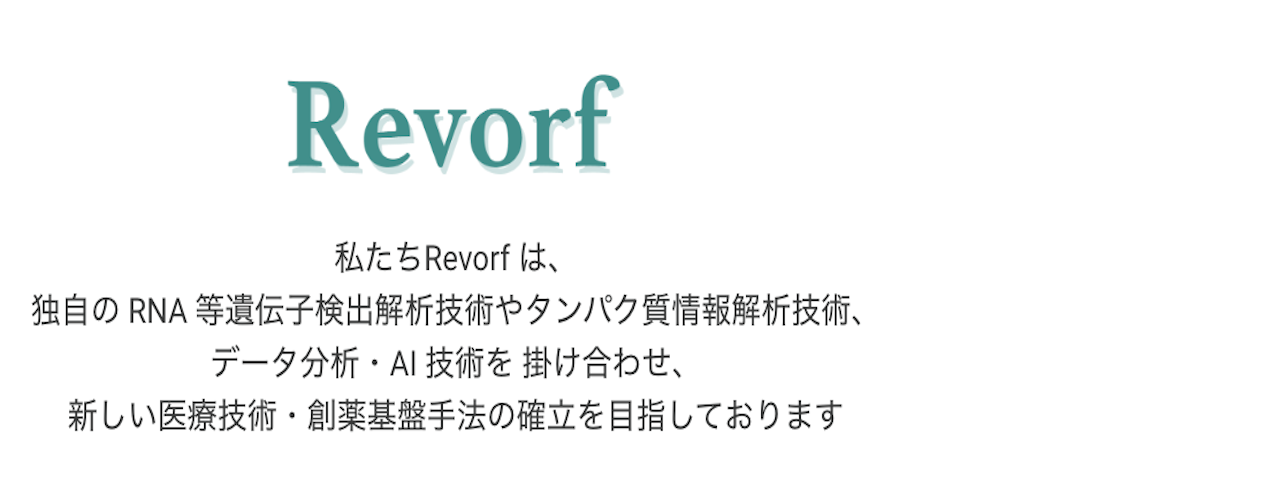 Revorf
私たちRevorf は、
独自の RNA 等遺伝子検出解析技術やタンパク質情報解析技術、
データ分析・AI 技術を 掛け合わせ、
新しい医療技術・創薬基盤手法の確立を目指しております